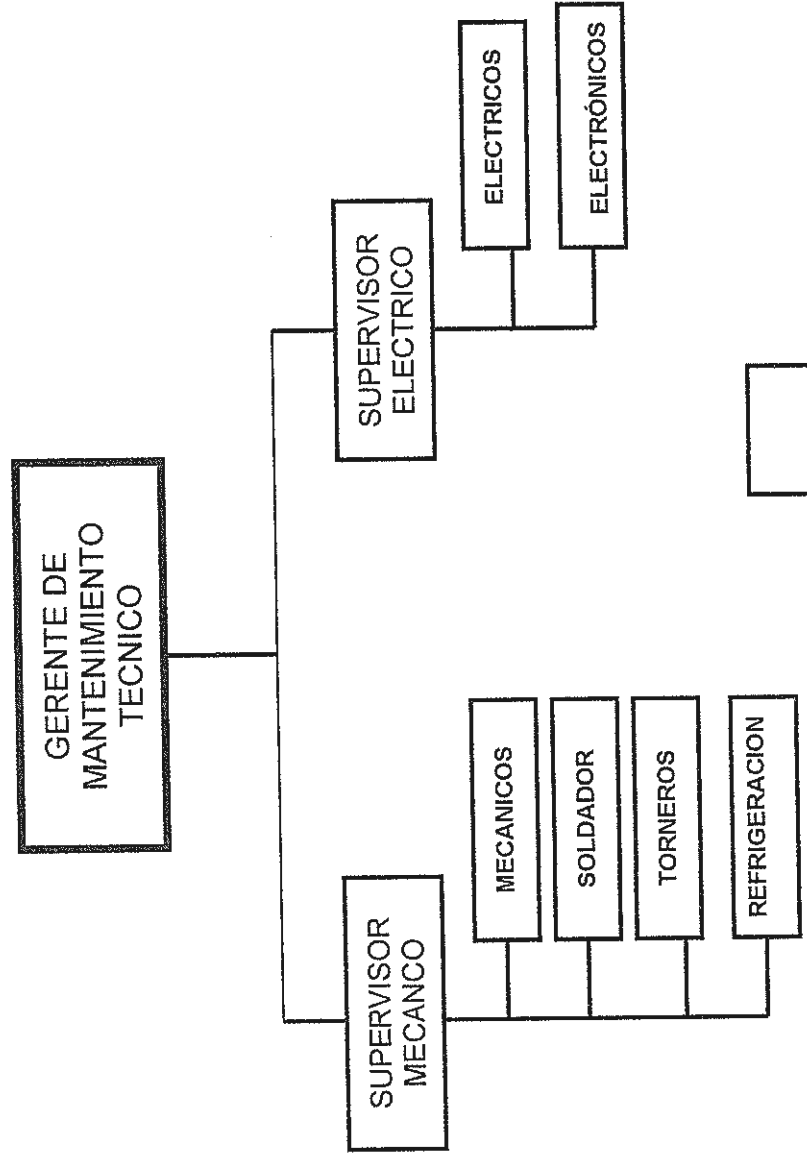 GERENTE DE
MANTENIMIENTO
TECNICO
SUPERVISOR
MECANCO
MECANICOS
SOLDADOR
TORNEROS
REFRIGERACION
SUPERVISOR
ELECTRICO
ELECTRICOS
ELECTRÓNICOS